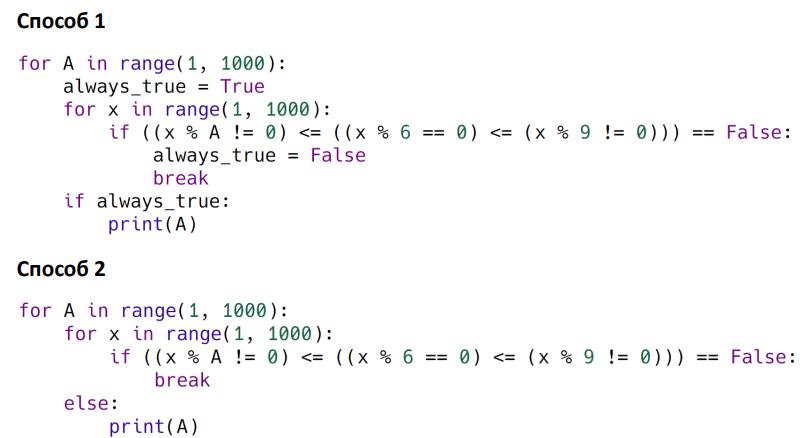 Способ 1
for A in range(1, 1000):
    always_true = True
    for x in range(1, 1000):
        if ((x % A != 0) <= ((x % 6 == 0) <= (x % 9 != 0))) == False:
            always_true = False
            break
    if always_true:
        print(A)
Способ 2
for A in range(1, 1000):
    for x in range(1, 1000):
        if ((x % A != 0) <= ((x % 6 == 0) <= (x % 9 != 0))) == False:
            break
    else:
        print(A)